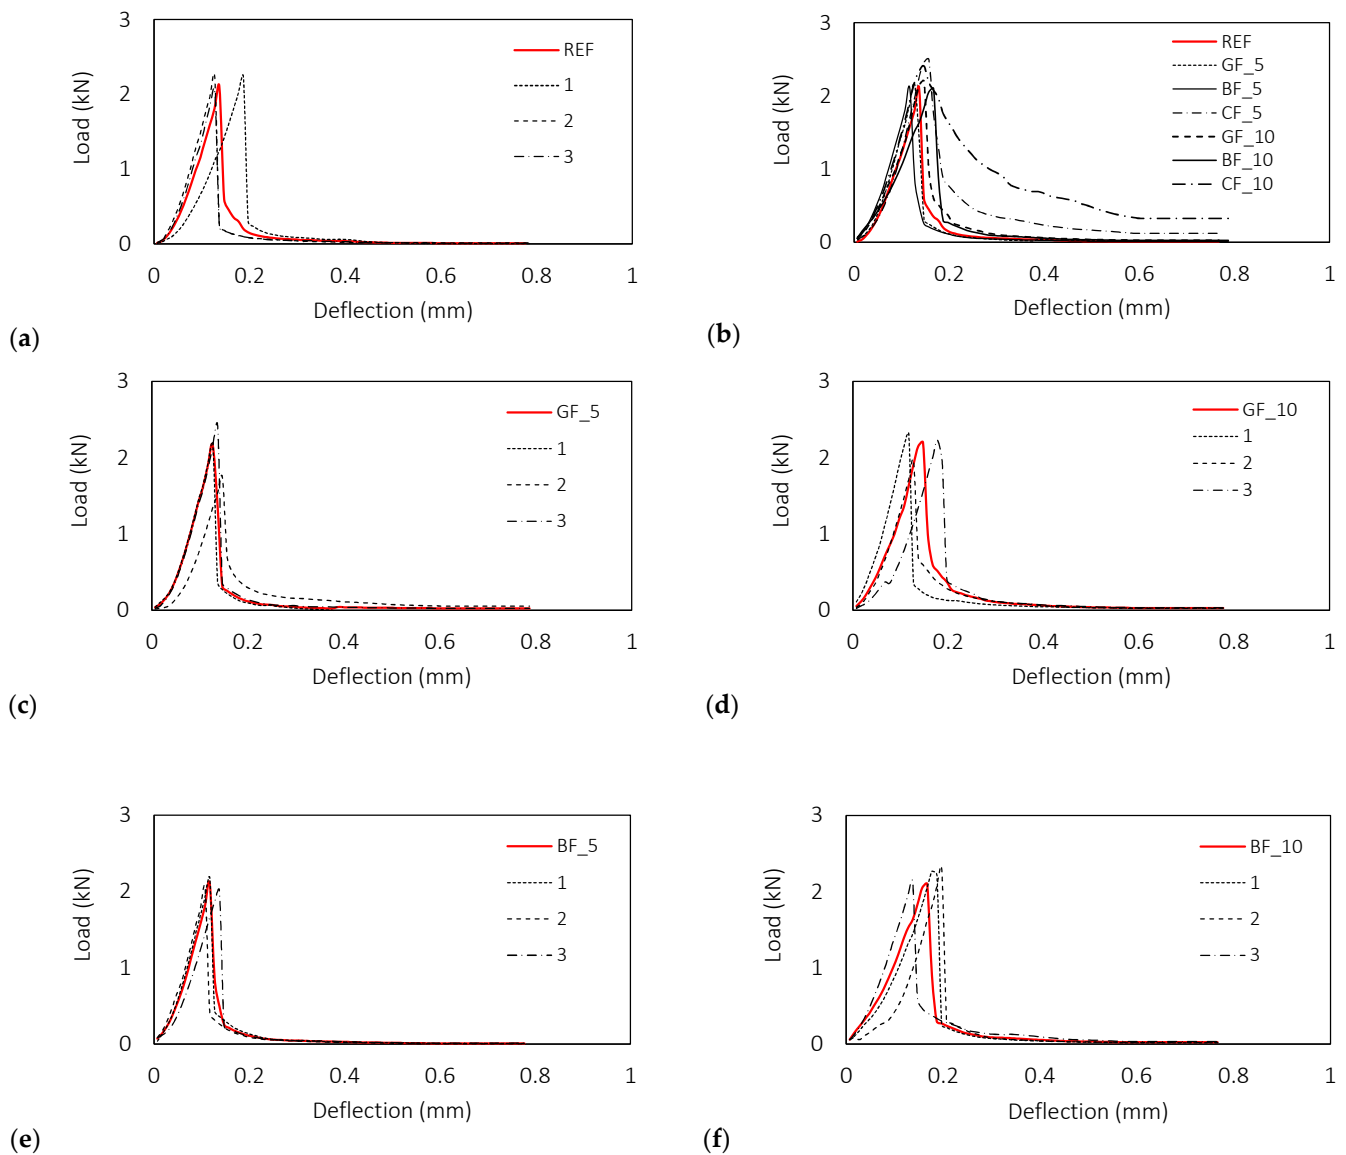 3
2
1
0
Load (kN)
REF
1
2
3
0
0.2
0.4
0.6
0.8
1
Deflection (mm)
(a)
3
2
1
0
Load (kN)
REF
GF_5
BF_5
CF_5
GF_10
BF_10
CF_10
0
0.2
0.4
0.6
0.8
1
Deflection (mm)
(b)
3
2
1
0
Load (kN)
GF_5
1
2
3
0
0.2
0.4
0.6
0.8
1
Deflection (mm)
(c)
3
2
1
0
Load (kN)
GF_10
1
2
3
0
0.2
0.4
0.6
0.8
1
Deflection (mm)
(d)
3
2
1
0
Load (kN)
BF_5
1
2
3
0
0.2
0.4
0.6
0.8
1
Deflection (mm)
(e)
3
2
1
0
Load (kN)
BF_10
1
2
3
0
0.2
0.4
0.6
0.8
1
Deflection (mm)
(f)